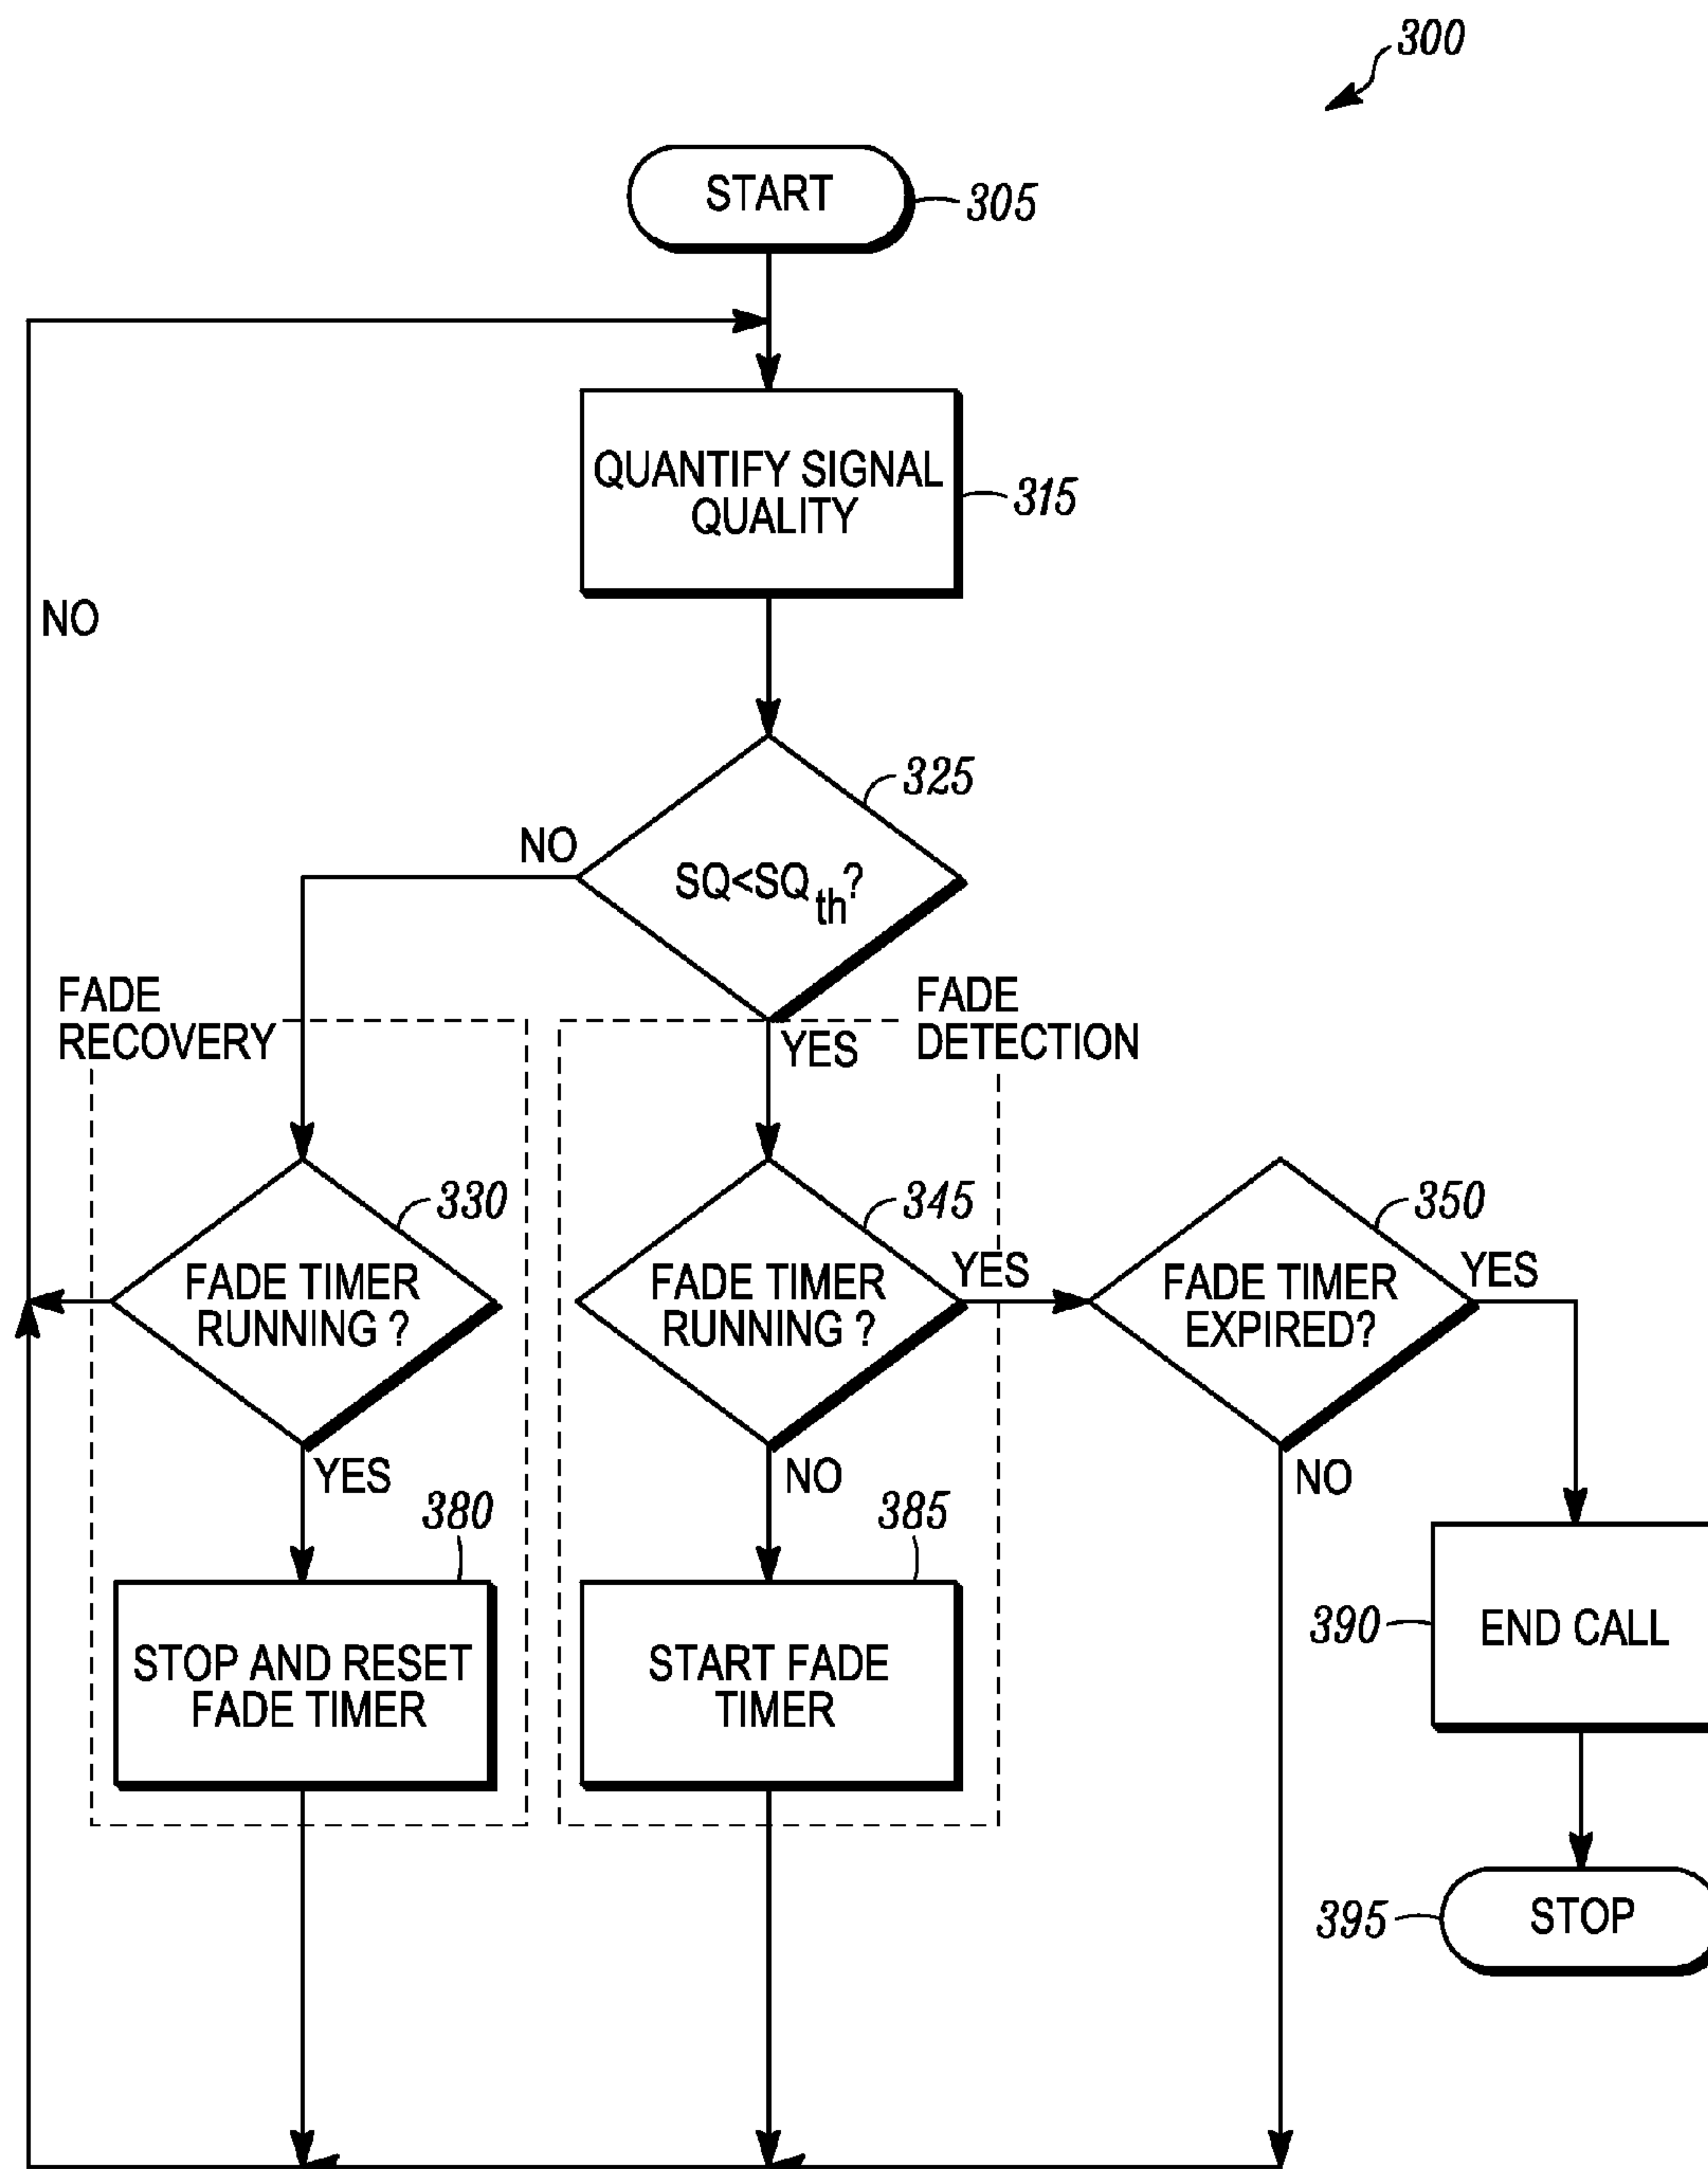 300
START
305
QUANTIFY SIGNAL
QUALITY
315
NO
325
NO
SQ<SQth?
FADE
RECOVERY
FADE
DETECTION
YES
330
345
350
FADE TIMER
RUNNING ?
FADE TIMER
RUNNING ?
YES
FADE TIMER
EXPIRED?
YES
YES
NO
NO
380
385
STOP AND RESET
FADE TIMER
START FADE
TIMER
390
END CALL
395
STOP